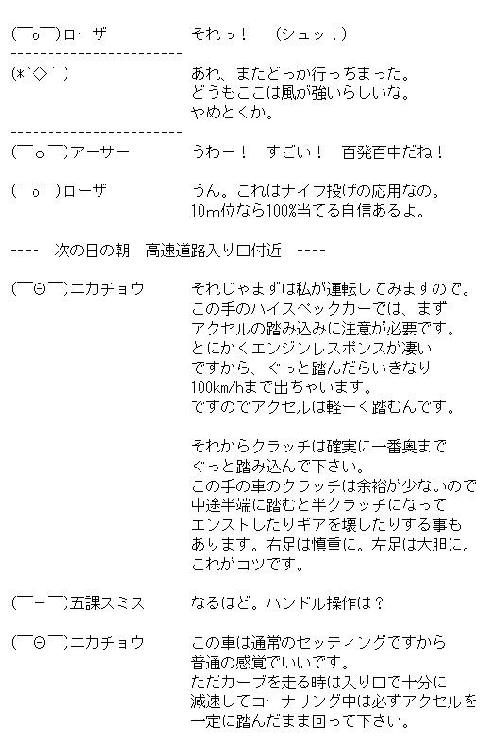 (￣o￣)ローザ　それっ！　（シュッ．）
-----------------------
(*`◇´)　あれ、またどっか行っちまった。
どうもここは風が強いらしいな。
やめとくか。
-----------------------
(￣o￣)アーサー　うわー！　すごい！　百発百中だね！
(　o　)ローザ　うん。これはナイフ投げの応用なの。
10m位なら100%当てる自信あるよ。
----　次の日の朝　高速道路入り口付近　----
(￣Θ￣)ニカチョウ　それじゃまずは私が運転してみますので。
この手のハイスペックカーでは、まず
アクセルの踏み込みに注意が必要です。
とにかくエンジンレスポンスが凄い
ですから、ぐっと踏んだらいきなり
100km/hまで出ちゃいます。
ですのでアクセルは軽ーく踏むんです。
それからクラッチは確実に一番奥まで
ぐっと踏み込んで下さい。
この手の車のクラッチは余裕が少ないので
中途半端に踏むと半クラッチになって
エンストしたりギアを壊したりする事も
あります。右足は慎重に。左足は大胆に。
これがコツです。
(￣－￣)五課スミス　なるほど。ハンドル操作は？
(￣Θ￣)ニカチョウ　この車は通常のセッティングですから
普通の感覚でいいです。
ただカーブを走る時は入り口で十分に
減速してコーナリング中は必ずアクセルを
一定に踏んだまま回って下さい。